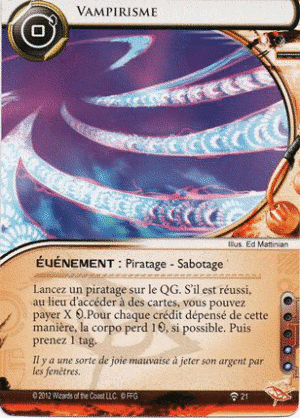 VAMPIRISME
0
Illus. Ed Mattinian
ÉVÉNEMENT : Piratage - Sabotage
Lancez un piratage sur le QG. S'il est réussi,
au lieu d'accéder à des cartes, vous pouvez
payer X. Pour chaque crédit dépensé de cette
manière, la corpo perd 1, si possible. Puis
prenez 1 tag.
Il y a une sorte de joie mauvaise à jeter son argent par
les fenêtres.
© 2012 Wizards of the Coast LLC. © FFG
21